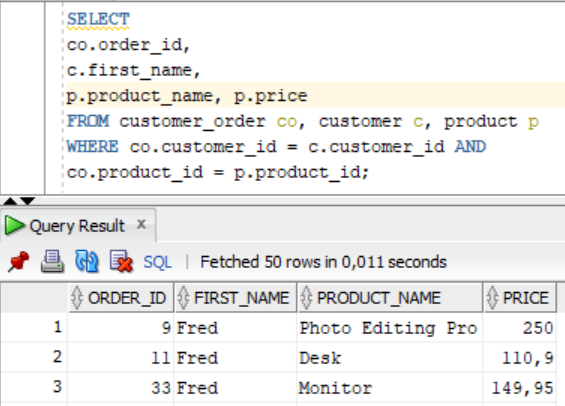 SELECT
co.order_id,
c.first_name,
p.product_name, p.price
FROM customer_order co, customer c, product p
WHERE co.customer_id = c.customer_id AND
co.product_id = p.product_id;
Query Result x
SQL | Fetched 50 rows in 0,011 seconds
ORDER_ID FIRST_NAME PRODUCT_NAME PRICE
1 9 Fred Photo Editing Pro 250
2 11 Fred Desk 110,9
3 33 Fred Monitor 149,95